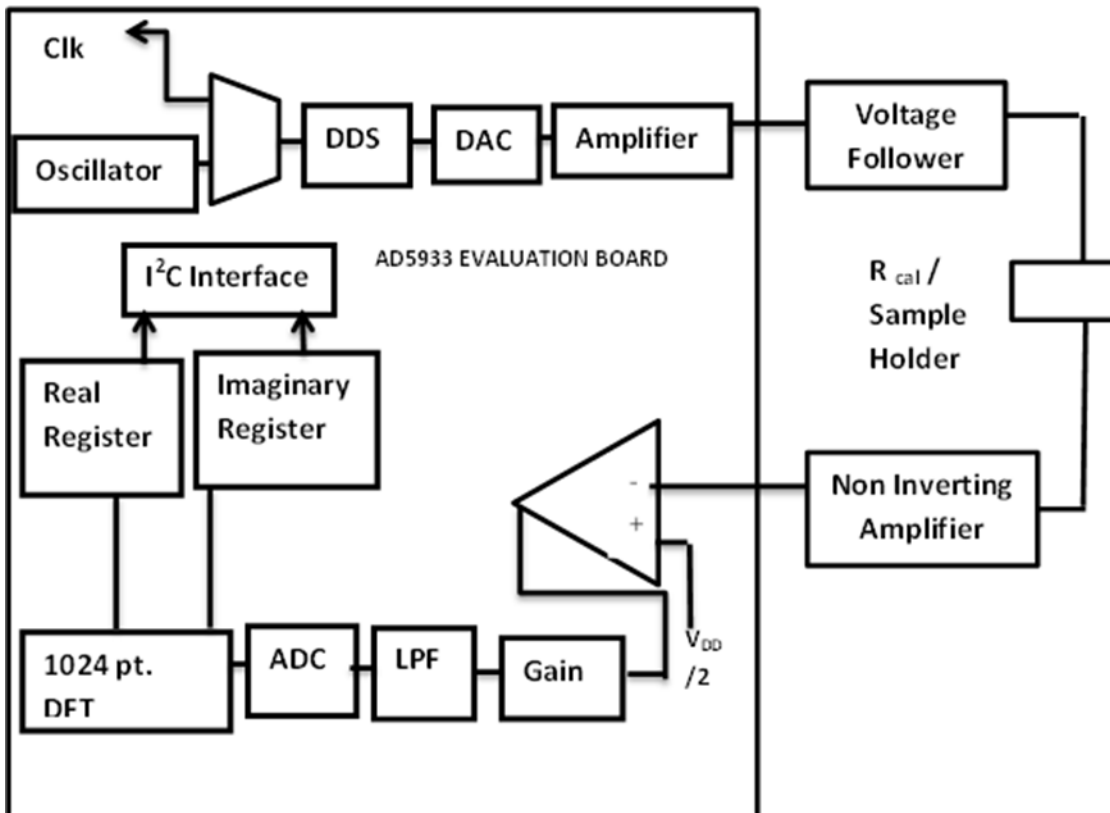 Clk
Oscillator
DDS
DAC
Amplifier
Voltage
Follower
AD5933 EVALUATION BOARD
I²C Interface
R cal /
Sample
Holder
Real
Register
Imaginary
Register
-
+
Non Inverting
Amplifier
V DD
/2
1024 pt.
DFT
ADC
LPF
Gain